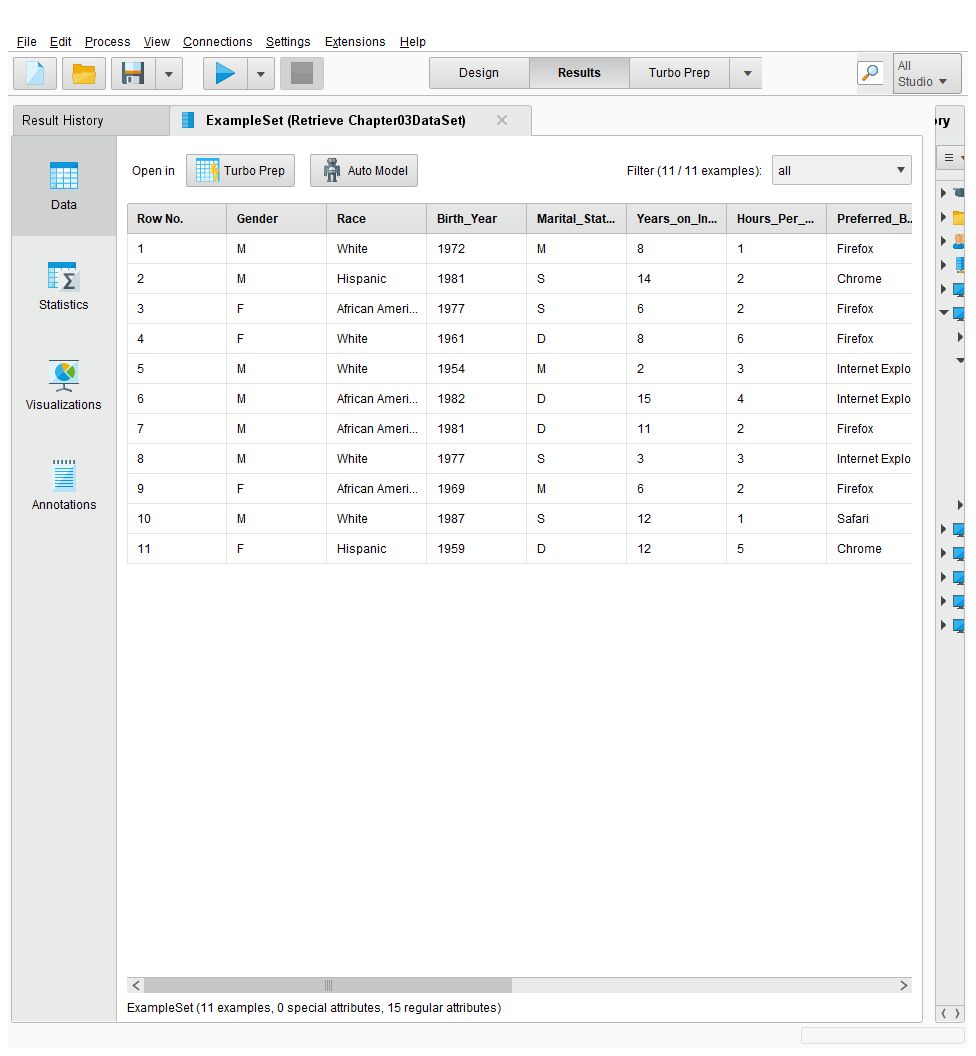 File Edit Process View Connections Settings Extensions Help
Design Results Turbo Prep
All
Studio
Result History ExampleSet (Retrieve Chapter03DataSet) ory
Open in Turbo Prep Auto Model Filter (11 / 11 examples): all
Data
Statistics
Visualizations
Annotations
Row No. Gender Race Birth_Year Marital_Stat... Years_on_In... Hours_Per_... Preferred_B..
1 M White 1972 M 8 1 Firefox
2 M Hispanic 1981 S 14 2 Chrome
3 F African Ameri... 1977 S 6 2 Firefox
4 F White 1961 D 8 6 Firefox
5 M White 1954 M 2 3 Internet Explo
6 M African Ameri... 1982 D 15 4 Internet Explo
7 M African Ameri... 1981 D 11 2 Firefox
8 M White 1977 S 3 3 Internet Explo
9 F African Ameri... 1969 M 6 2 Firefox
10 M White 1987 S 12 1 Safari
11 F Hispanic 1959 D 12 5 Chrome
ExampleSet (11 examples, 0 special attributes, 15 regular attributes)